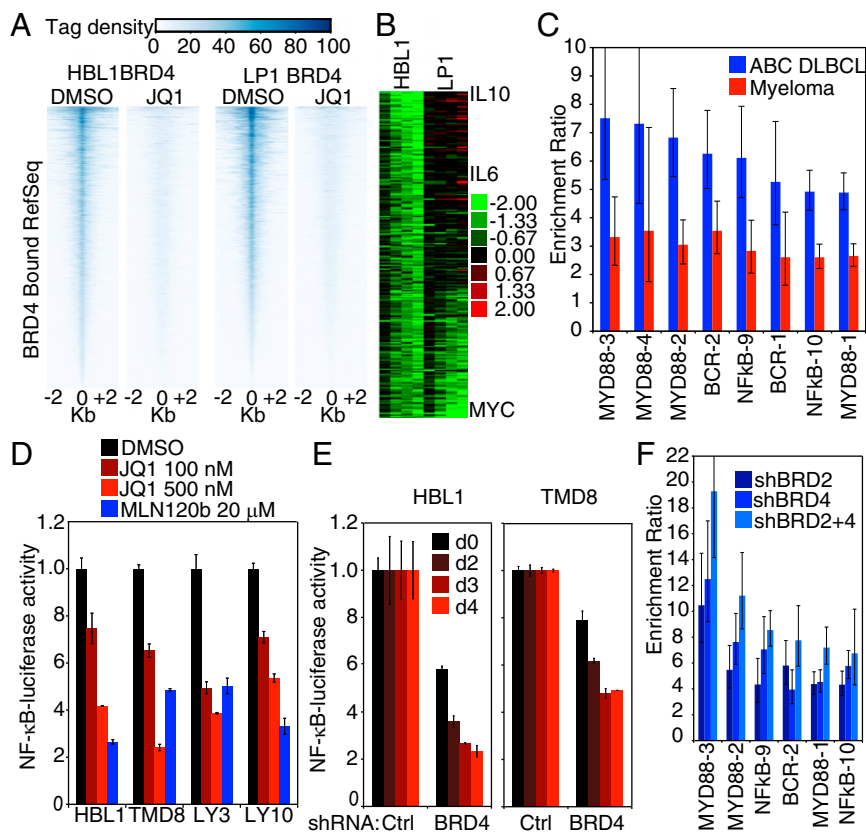 A
Tag density
0 20 40 60 80 100
HBL1BRD4
LP1 BRD4
DMSO
JQ1
DMSO
JQ1
BRD4 Bound RefSeq
-2 0 +2
-2 0 +2
-2 0 +2
-2 0 +2
Kb
Kb
Kb
Kb
B
HBL1
LP1
IL10
IL6
-2.00
-1.33
-0.67
0.00
0.67
1.33
2.00
MYC
C
ABC DLBCL
Myeloma
Enrichment Ratio
10
9
8
7
6
5
4
3
2
1
0
MYD88-3
MYD88-4
MYD88-2
BCR-2
NFkB-9
BCR-1
NFkB-10
MYD88-1
D
DMSO
JQ1 100 nM
JQ1 500 nM
MLN120b 20 µM
NF-κB-luciferase activity
1.2
1.0
8
6
4
2
0
HBL1
TMD8
LY3
LY10
E
HBL1
TMD8
d0
d2
d3
d4
NF-κB-luciferase activity
1.2
1.0
.8
.6
.4
.2
0
shRNA:Ctrl
BRD4
Ctrl
BRD4
F
shBRD2
shBRD4
shBRD2+4
Enrichment Ratio
22
20
18
16
14
12
10
8
6
4
2
0
MYD88-3
MYD88-2
NFkB-9
BCR-2
MYD88-1
NFkB-10